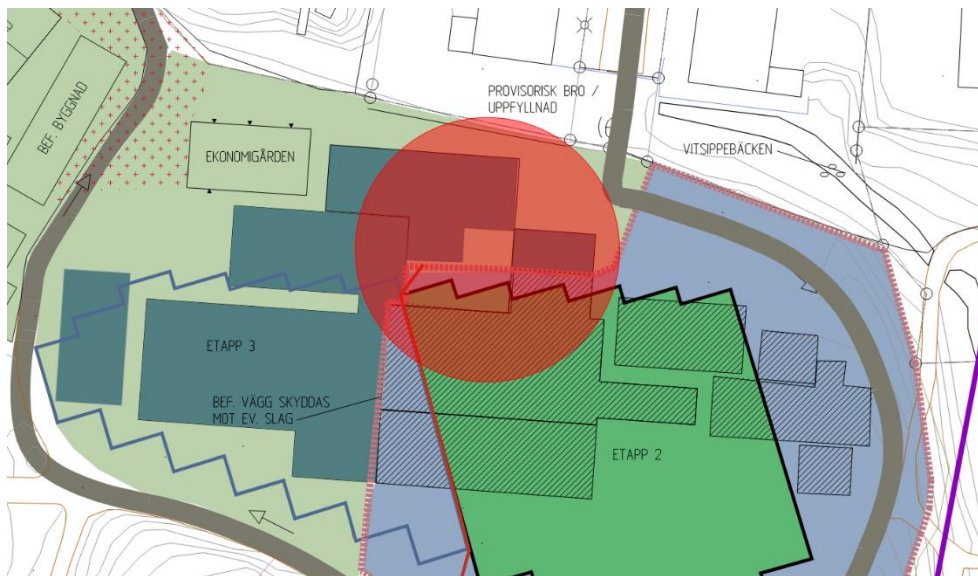 PROVISORISK BRO /
UPPFYLLNAD
BEF. BYGGNAD
EKONOMIGÅRDEN
VITSIPPEBÄCKEN
ETAPP 3
BEF. VÄGG SKYDDAS
MOT EV. SLAG
ETAPP 2